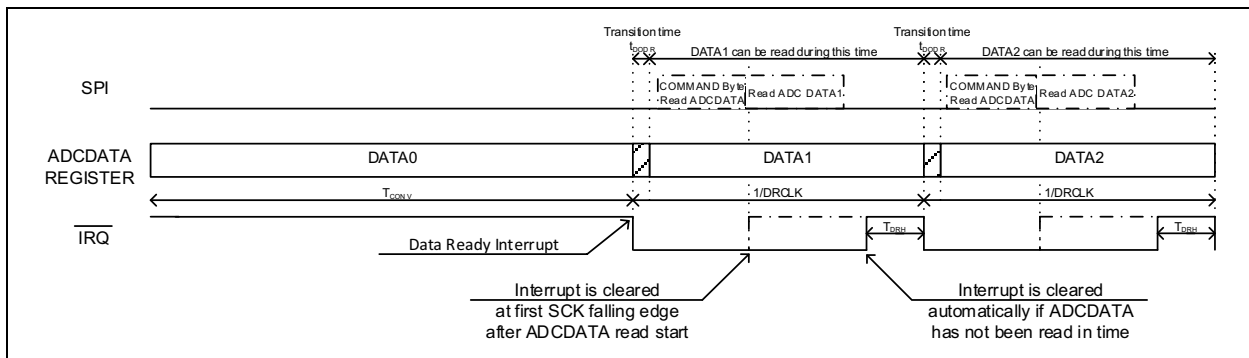 Transition time
Transition time
tDODR
DATA1 can be read during this time
tDODR
DATA2 can be read during this time
SPI
COMMAND Byte
Read ADCDATA
Read ADC DATA1
COMMAND Byte
Read ADCDATA
Read ADC DATA2
ADCDATA
REGISTER
DATA0
DATA1
DATA2
TCONV
1/DRCLK
1/DRCLK
IRQ
TDRH
TDRH
Data Ready Interrupt
Interrupt is cleared
at first SCK falling edge
after ADCDATA read start
Interrupt is cleared
automatically if ADCDATA
has not been read in time